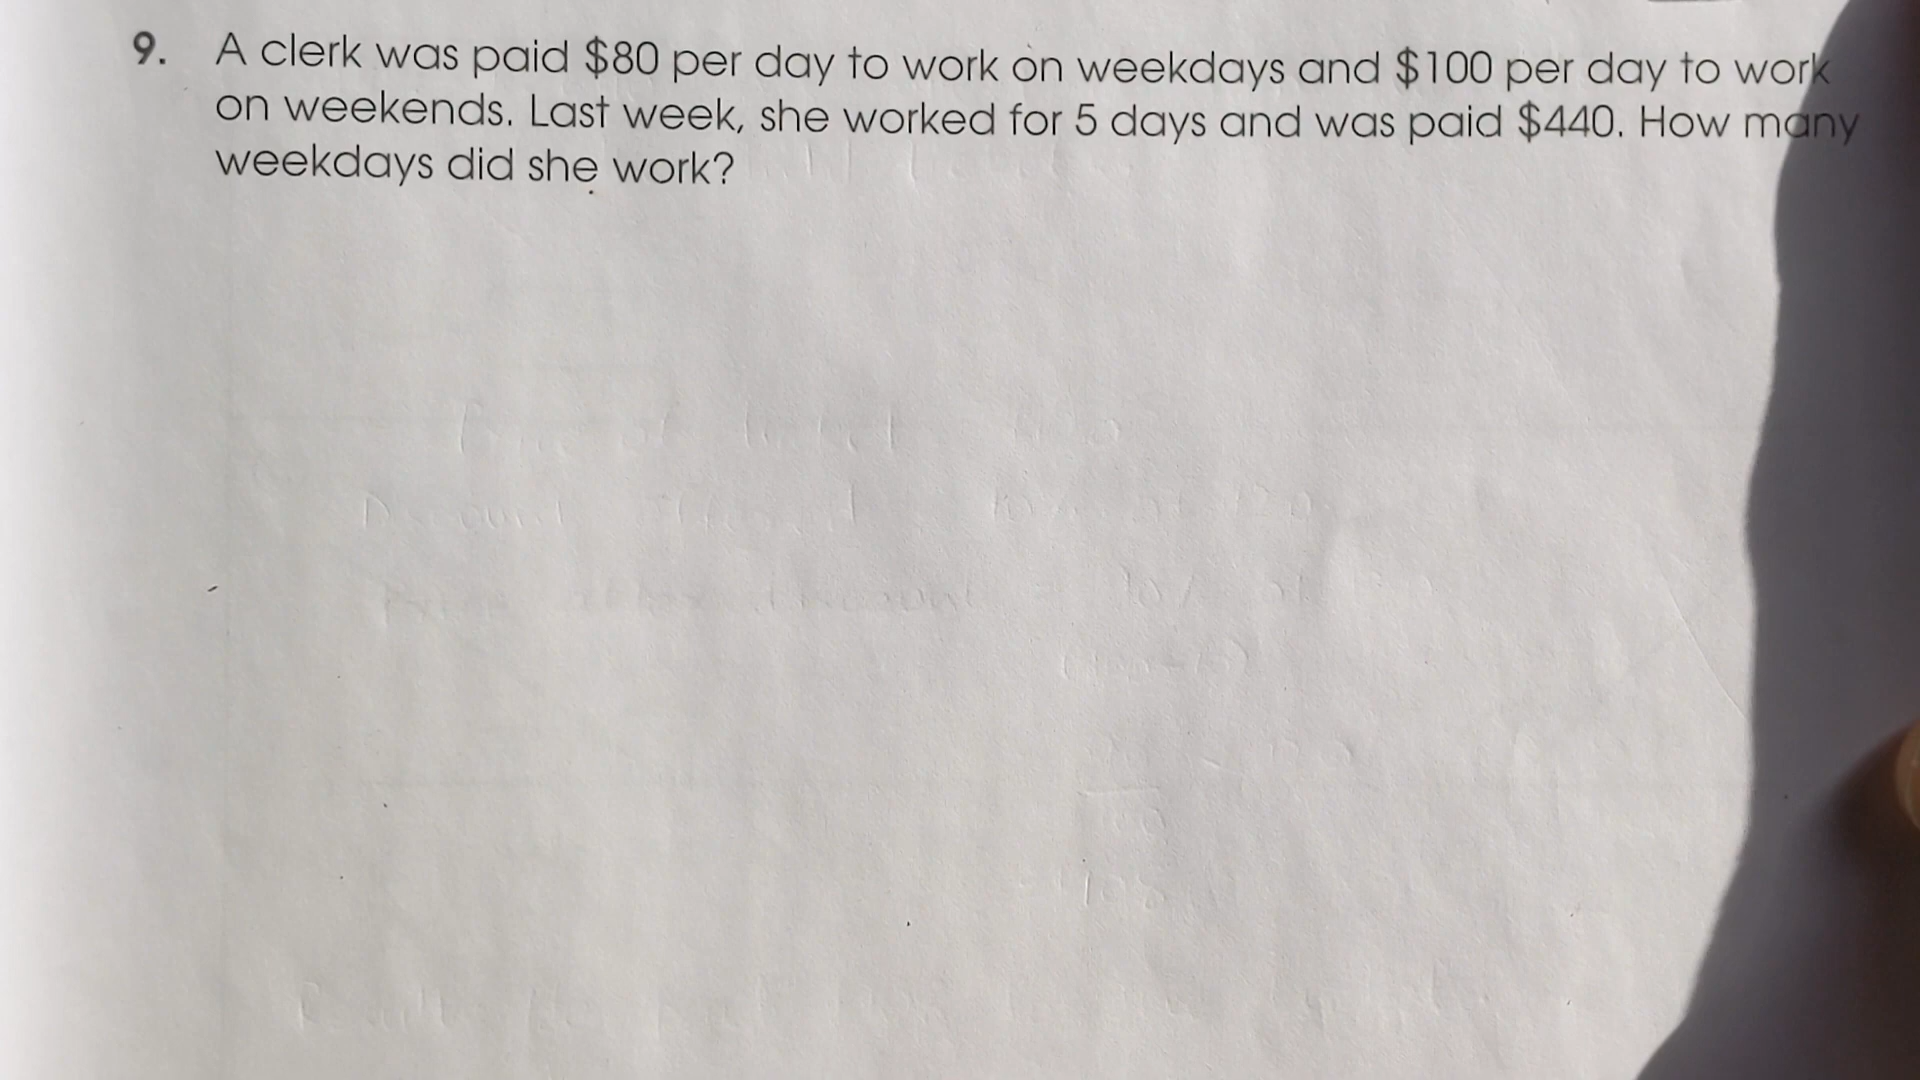 9. A clerk was paid $80 per day to work on weekdays and $100 per day to work
on weekends. Last week, she worked for 5 days and was paid $440. How many
weekdays did she work?